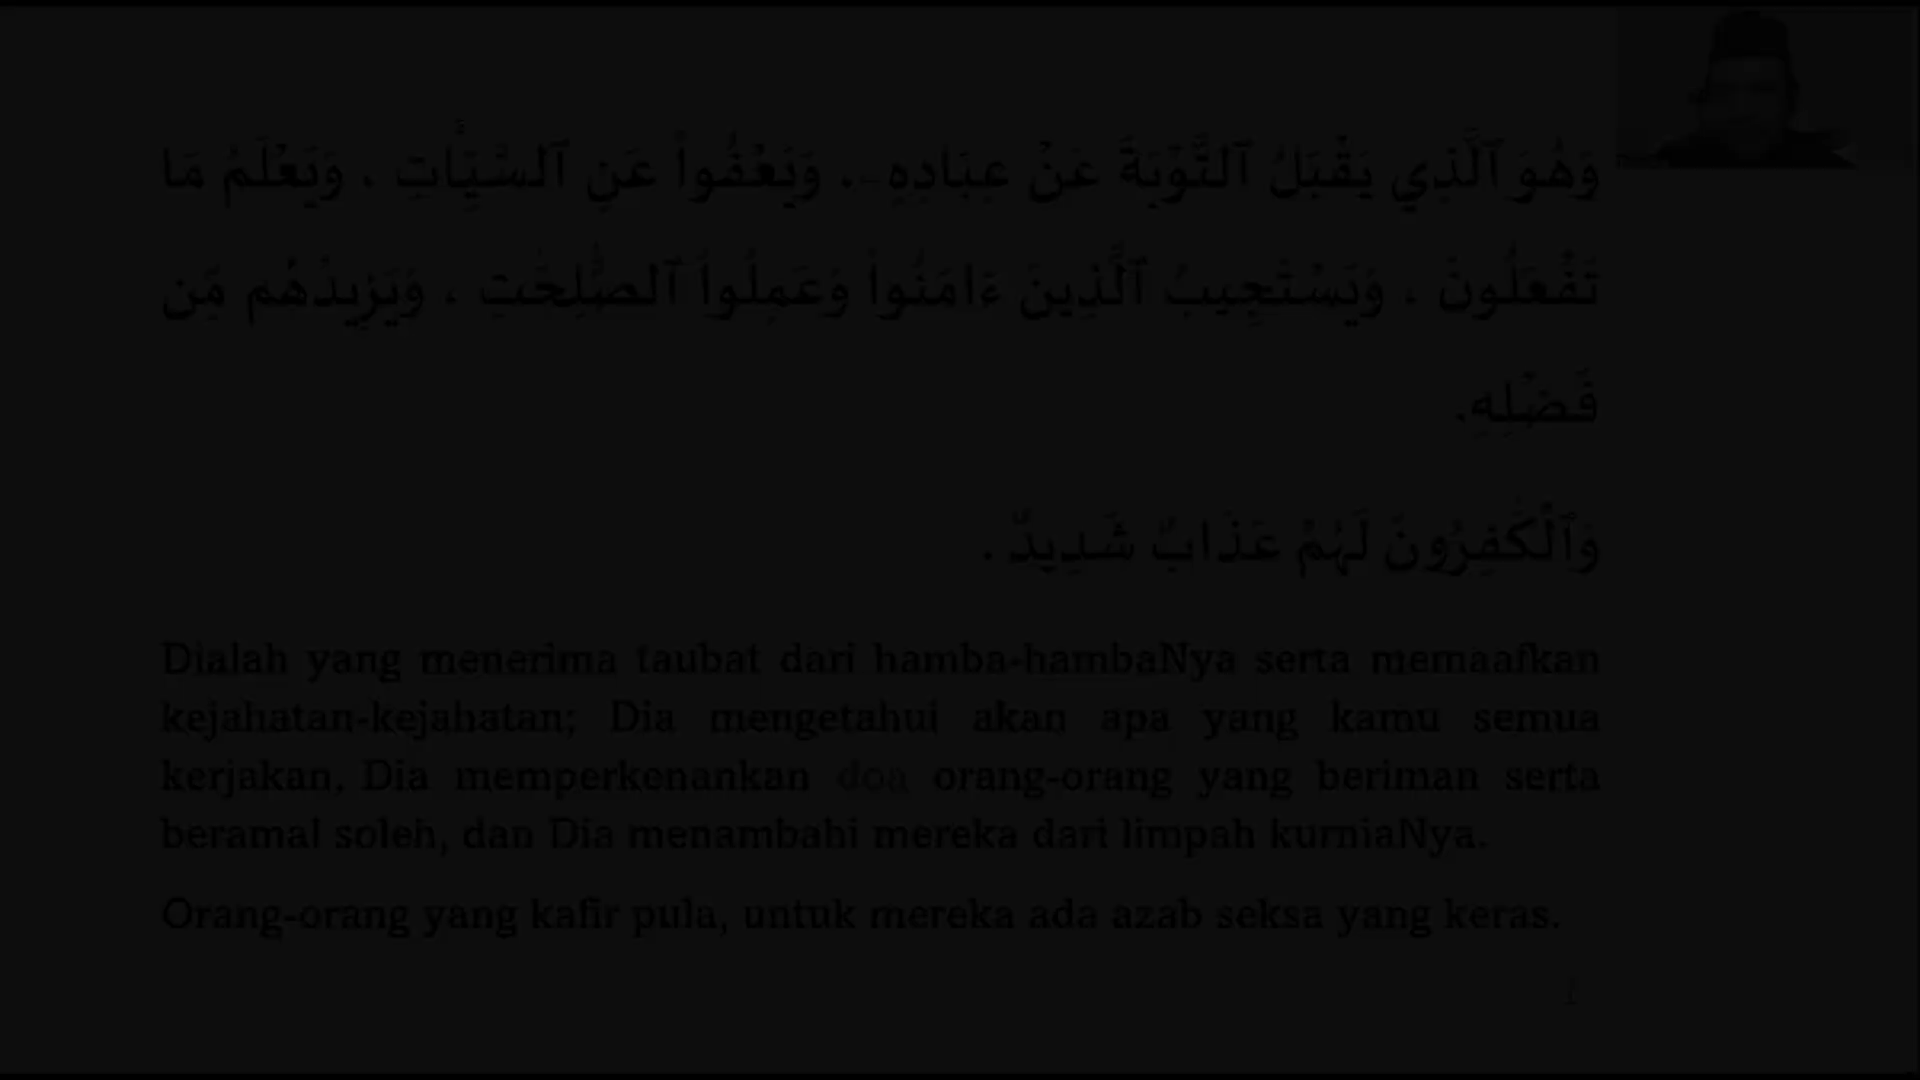 وَهُوَ ٱلَّذِي يَقۡبَلُ ٱلتَّوۡبَةَ عَنۡ عِبَادِهِۦ . وَيَعۡفُواْ عَنِ ٱلسَّيِّـَٔاتِ ، وَيَعۡلَمُ مَا
تَفۡعَلُونَ ، وَيَسۡتَجِيبُ ٱلَّذِينَ ءَامَنُواْ وَعَمِلُواْ ٱلصَّٰلِحَٰتِ ، وَيَزِيدُهُم مِّن
فَضۡلِهِ.
وَٱلۡكَٰفِرُونَ لَهُمۡ عَذَابٞ شَدِيدٞ .
Dialah yang menerima taubat dari hamba-hambaNya serta memaafkan
kejahatan-kejahatan; Dia mengetahui akan apa yang kamu semua
kerjakan, Dia memperkenankan doa orang-orang yang beriman serta
beramal soleh, dan Dia menambahi mereka dari limpah kurniaNya.
Orang-orang yang kafir pula, untuk mereka ada azab seksa yang keras.